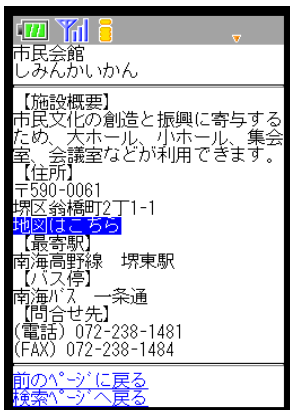 市民会館
しみんかいかん
【施設概要】
市民文化の創造と振興に寄与する
ため、大ホール、小ホール、集会
室、会議室などが利用できます。
【住所】
〒590-0061
堺区翁橋町2丁1-1
地図はこちら
【最寄駅】
南海高野線　堺東駅
【バス停】
南海ﾊﾞｽ　一条通
【問合せ先】
(電話) 072-238-1481
(FAX) 072-238-1484
前のﾍﾟｰｼﾞに戻る
検索ﾍﾟｰｼﾞへ戻る